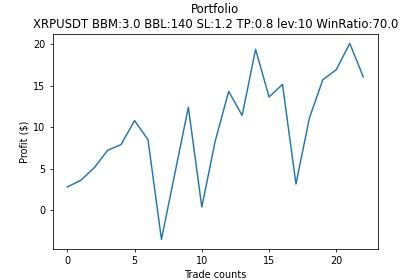 Portfolio
XRPUSDT BBM:3.0 BBL:140 SL:1.2 TP:0.8 lev:10 WinRatio:70.0
20
15
10
5
0
Profit ($)
0 5 10 15 20
Trade counts